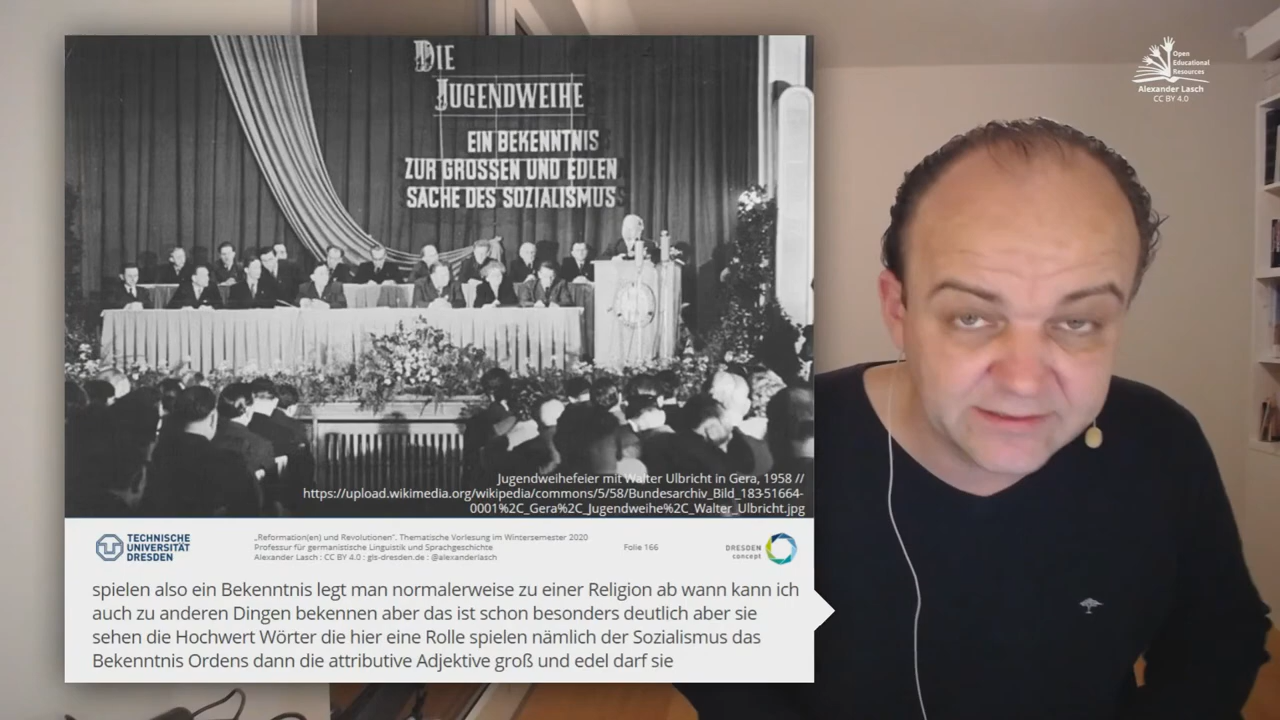 DIE
JUGENDWEIHE
EIN BEKENNTNIS
ZUR GROSSEN UND EDLEN
SACHE DES SOZIALISMUS
Open
Educational
Resources
Alexander Lasch
CC BY 4.0
Jugendweihefeier mit Walter Ulbricht in Gera, 1958 //
https://upload.wikimedia.org/wikipedia/commons/5/58/Bundesarchiv_Bild_183-51664-
0001%2C_Gera%2C_Jugendweihe%2C_Walter_Ulbricht.jpg
TECHNISCHE
UNIVERSITÄT
DRESDEN
„Reformation(en) und Revolutionen“. Thematische Vorlesung im Wintersemester 2020
Professur für germanistische Linguistik und Sprachgeschichte
Alexander Lasch : CC BY 4.0 : gls-dresden.de : @alexanderlasch
Folie 166
DRESDEN
concept
spielen also ein Bekenntnis legt man normalerweise zu einer Religion ab wann kann ich
auch zu anderen Dingen bekennen aber das ist schon besonders deutlich aber sie
sehen die Hochwert Wörter die hier eine Rolle spielen nämlich der Sozialismus das
Bekenntnis Ordens dann die attributive Adjektive groß und edel darf sie